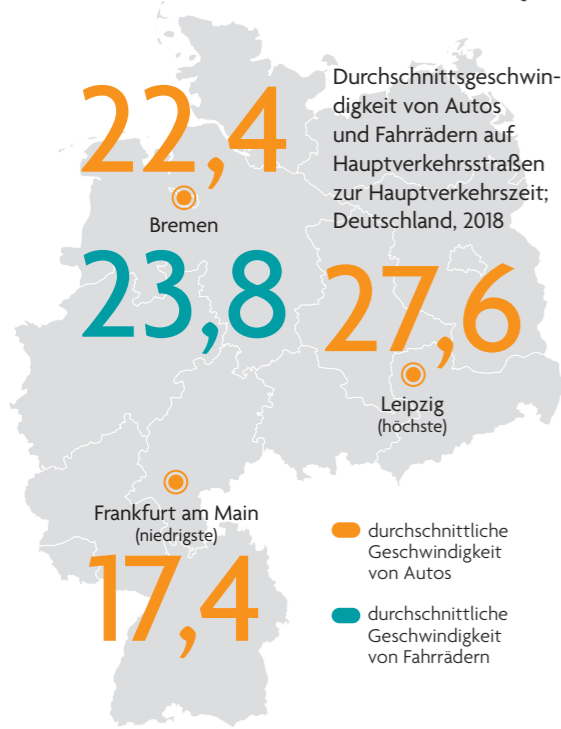 Durchschnittsgeschwin-
digkeit von Autos
und Fahrrädern auf
Hauptverkehrsstraßen
zur Hauptverkehrszeit;
Deutschland, 2018
22,4
Bremen
23,8
27,6
Leipzig
(höchste)
Frankfurt am Main
(niedrigste)
17,4
durchschnittliche
Geschwindigkeit
von Autos
durchschnittliche
Geschwindigkeit
von Fahrrädern